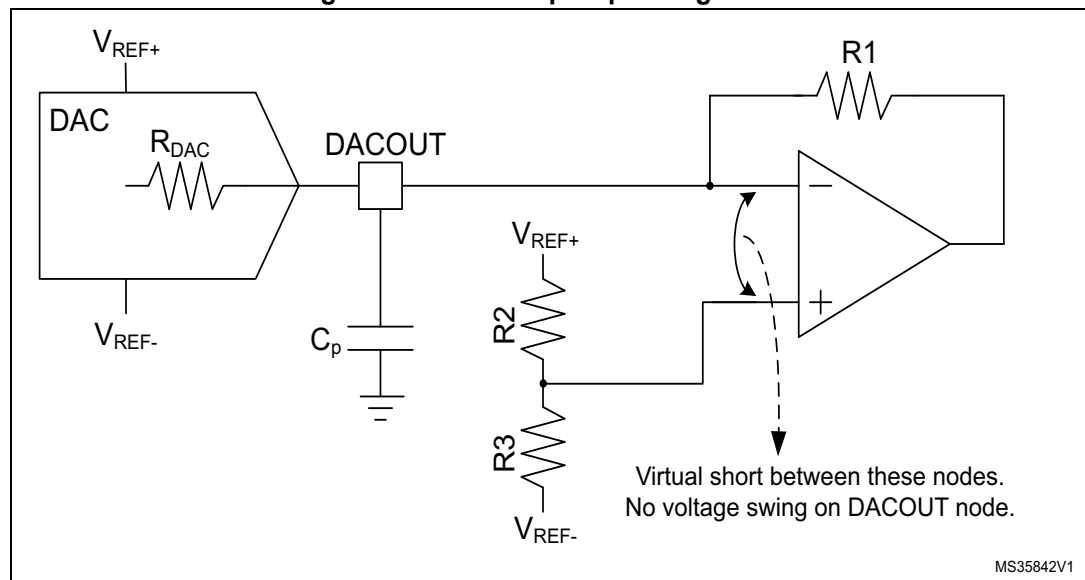 VREF+
DAC
RDAC
DACOUT
R1
VREF-
Cp
VREF+
R2
R3
VREF-
−
+
Virtual short between these nodes.
No voltage swing on DACOUT node.
MS35842V1